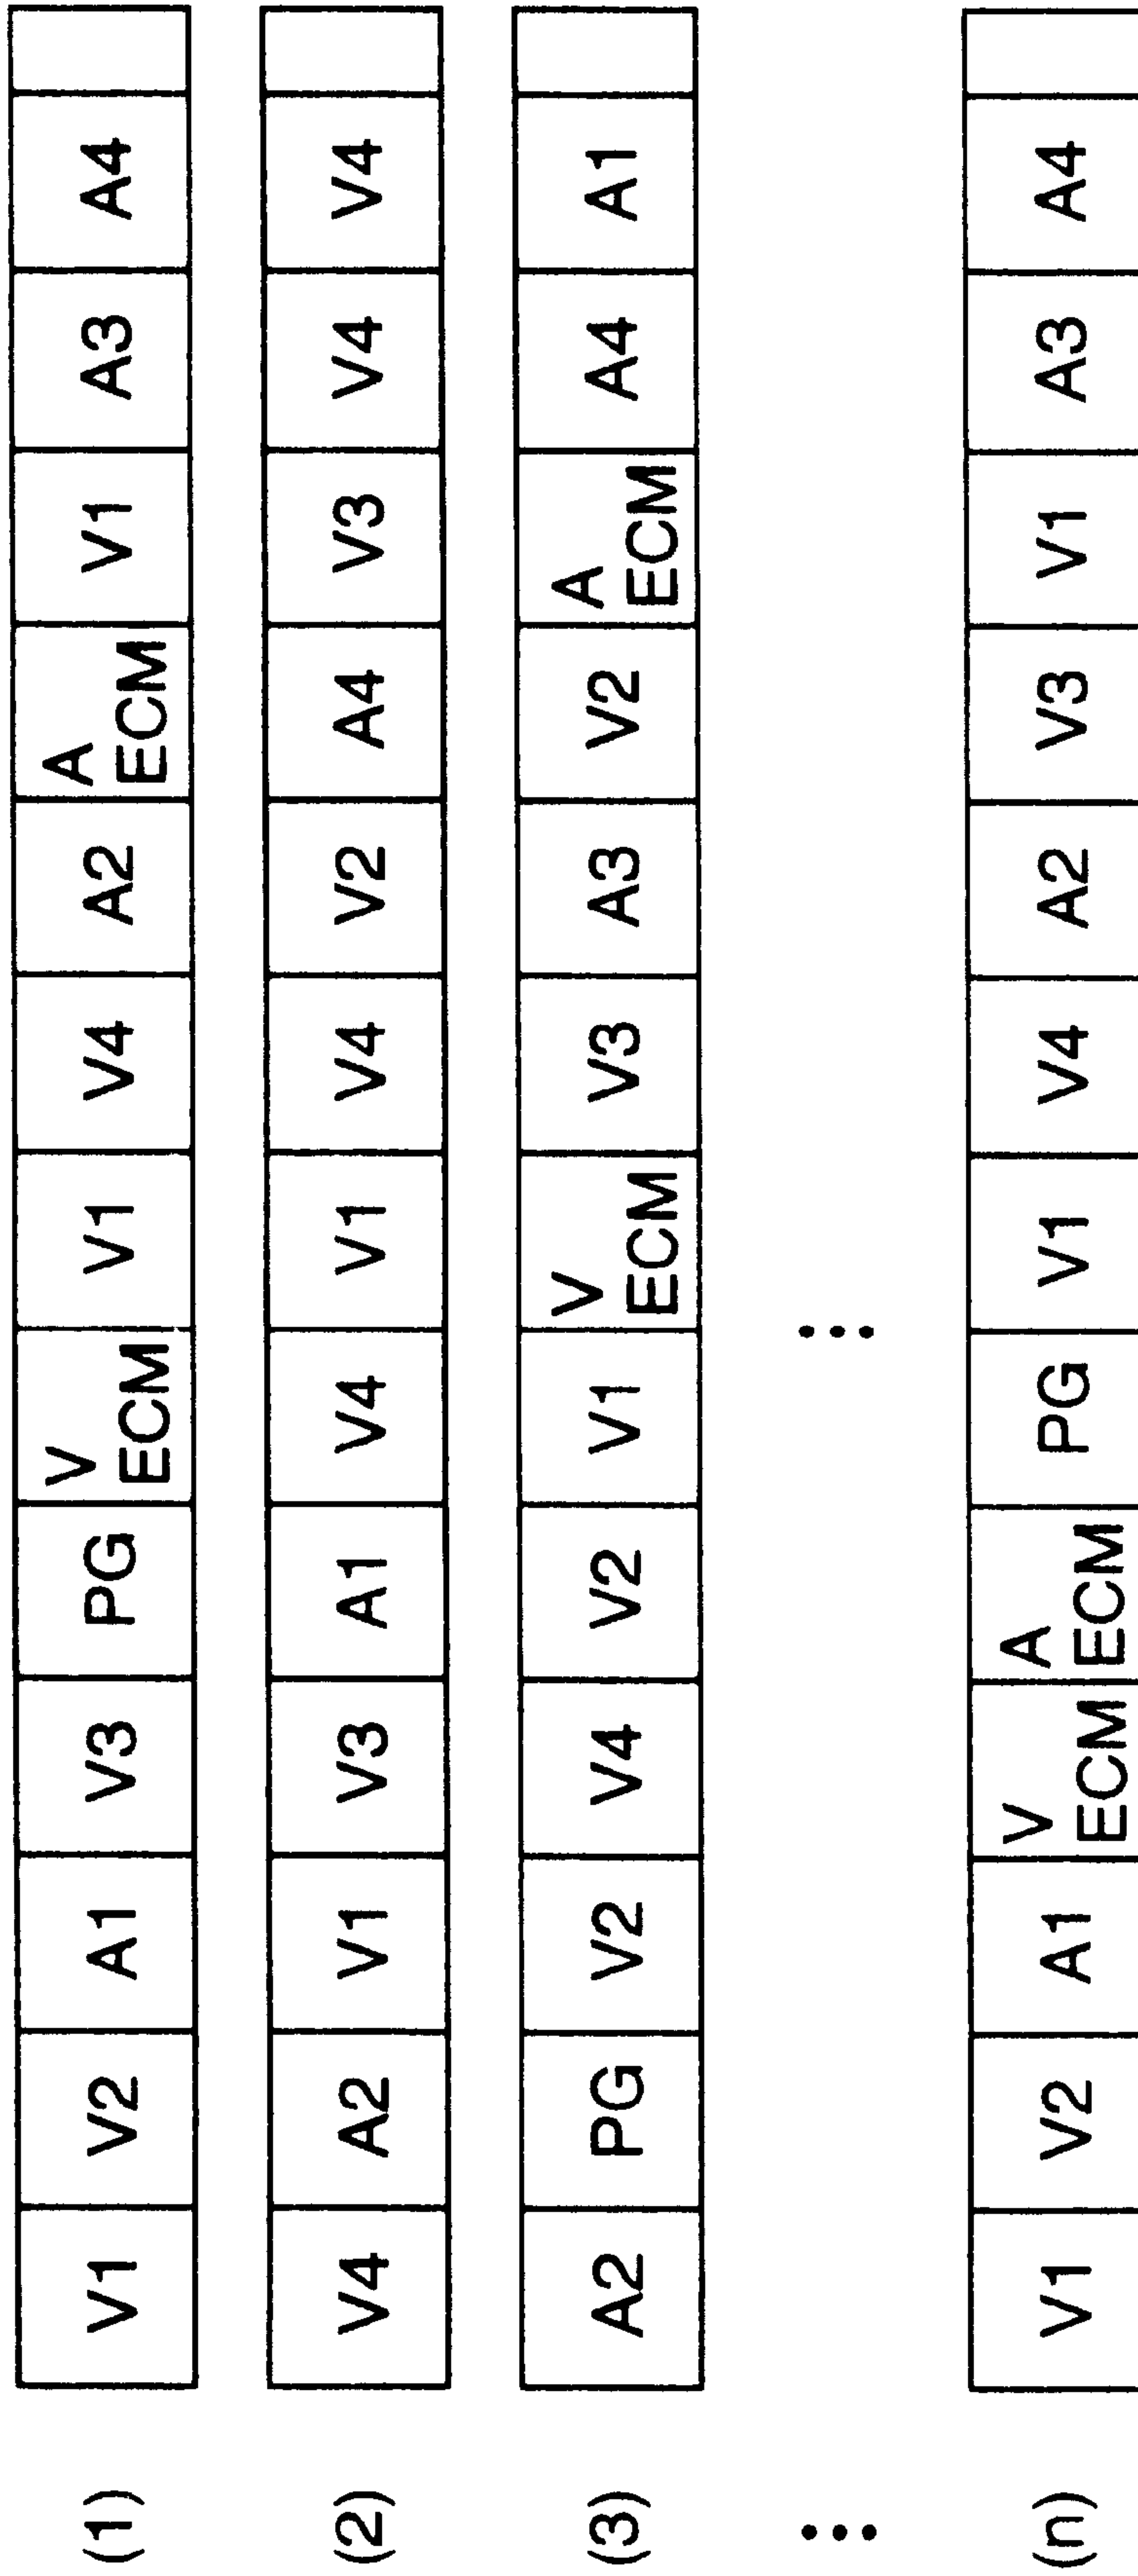 (1) V1 V2 A1 V3 PG V ECM V1 V4 A2 A ECM V1 A3 A4
(2) V4 A2 V1 V3 A1 V4 V1 V4 V2 A4 V3 V4 V4
(3) A2 PG V2 V4 V2 V1 V ECM V3 A3 V2 A ECM A4 A1
••• •••
(n) V1 V2 A1 V ECM A ECM PG V1 V4 A2 V3 V1 A3 A4